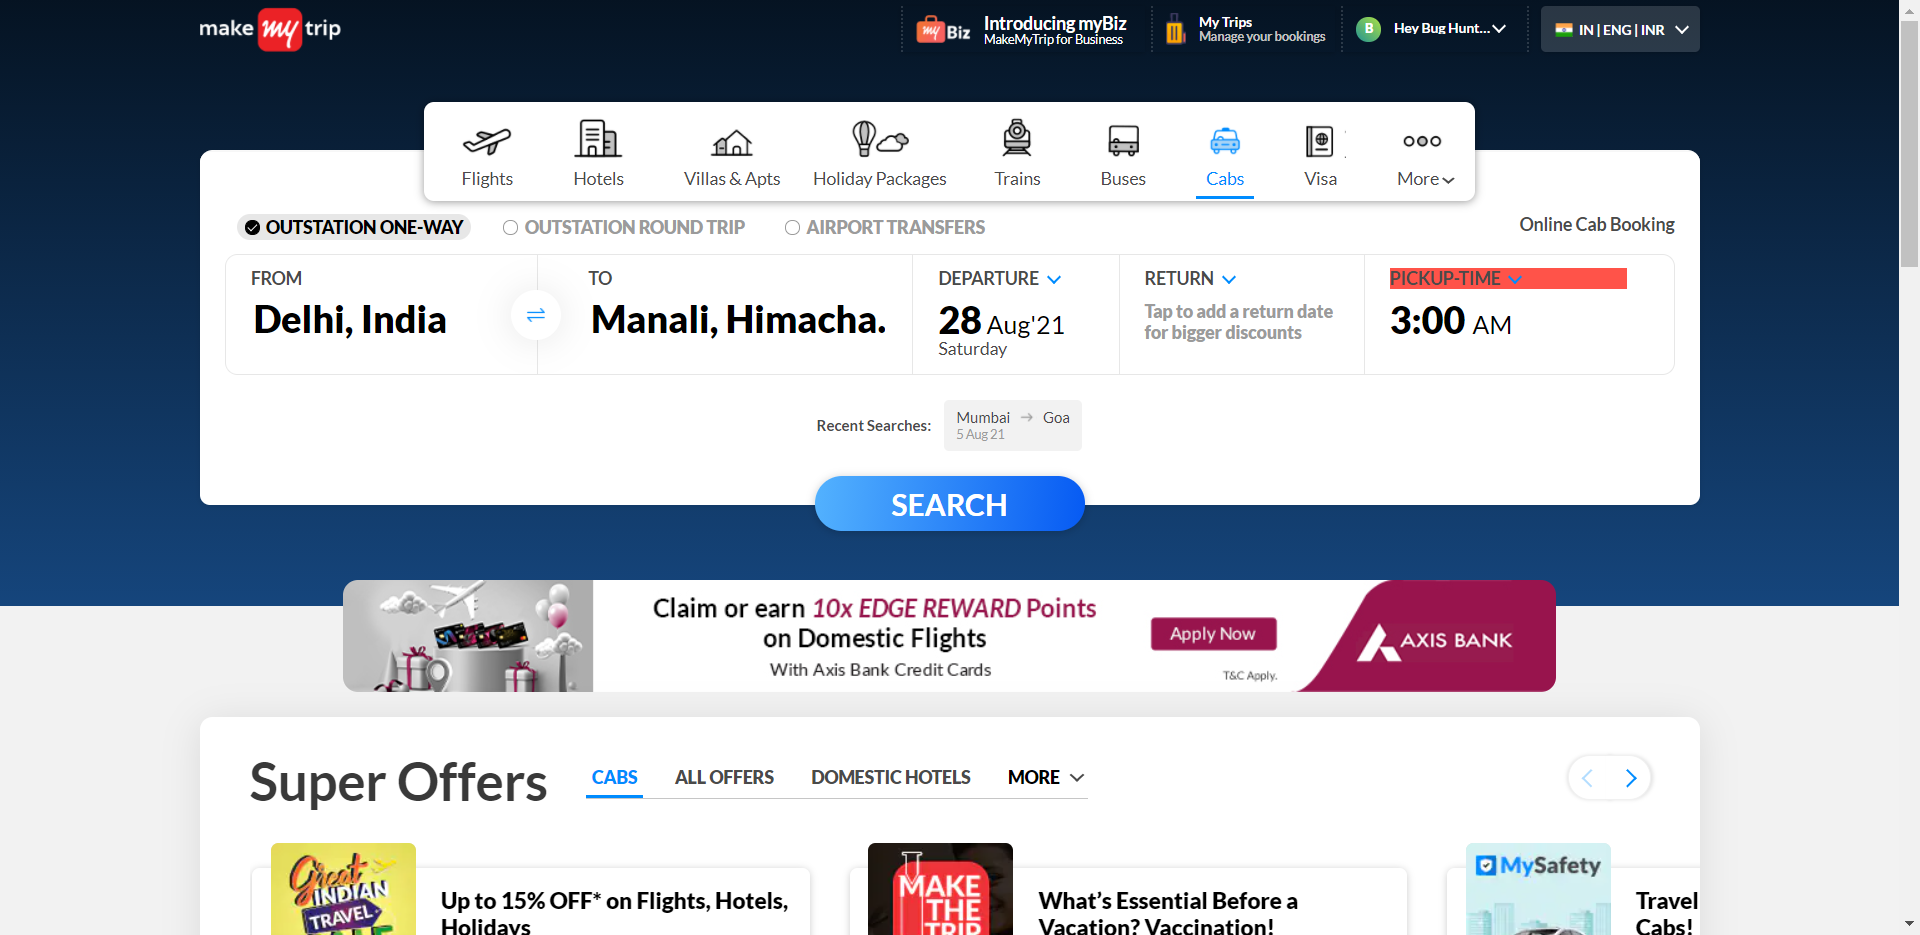 make my trip
my Biz
Introducing myBiz
MakeMyTrip for Business
My Trips
Manage your bookings
B
Hey Bug Hunt...
IN | ENG | INR
Flights
Hotels
Villas & Apts
Holiday Packages
Trains
Buses
Cabs
Visa
More
OUTSTATION ONE-WAY
OUTSTATION ROUND TRIP
AIRPORT TRANSFERS
Online Cab Booking
FROM
Delhi, India
TO
Manali, Himacha.
DEPARTURE
28 Aug'21
Saturday
RETURN
Tap to add a return date
for bigger discounts
PICKUP-TIME
3:00 AM
Recent Searches:
Mumbai → Goa
5 Aug 21
SEARCH
Claim or earn 10x EDGE REWARD Points
on Domestic Flights
With Axis Bank Credit Cards
Apply Now
T&C Apply.
AXIS BANK
Super Offers
CABS
ALL OFFERS
DOMESTIC HOTELS
MORE
Great
INDIAN
TRAVEL
SALE
Up to 15% OFF* on Flights, Hotels,
Holidays
MAKE
THE
TRIP
What’s Essential Before a
Vacation? Vaccination!
MySafety
Travel
Cabs!